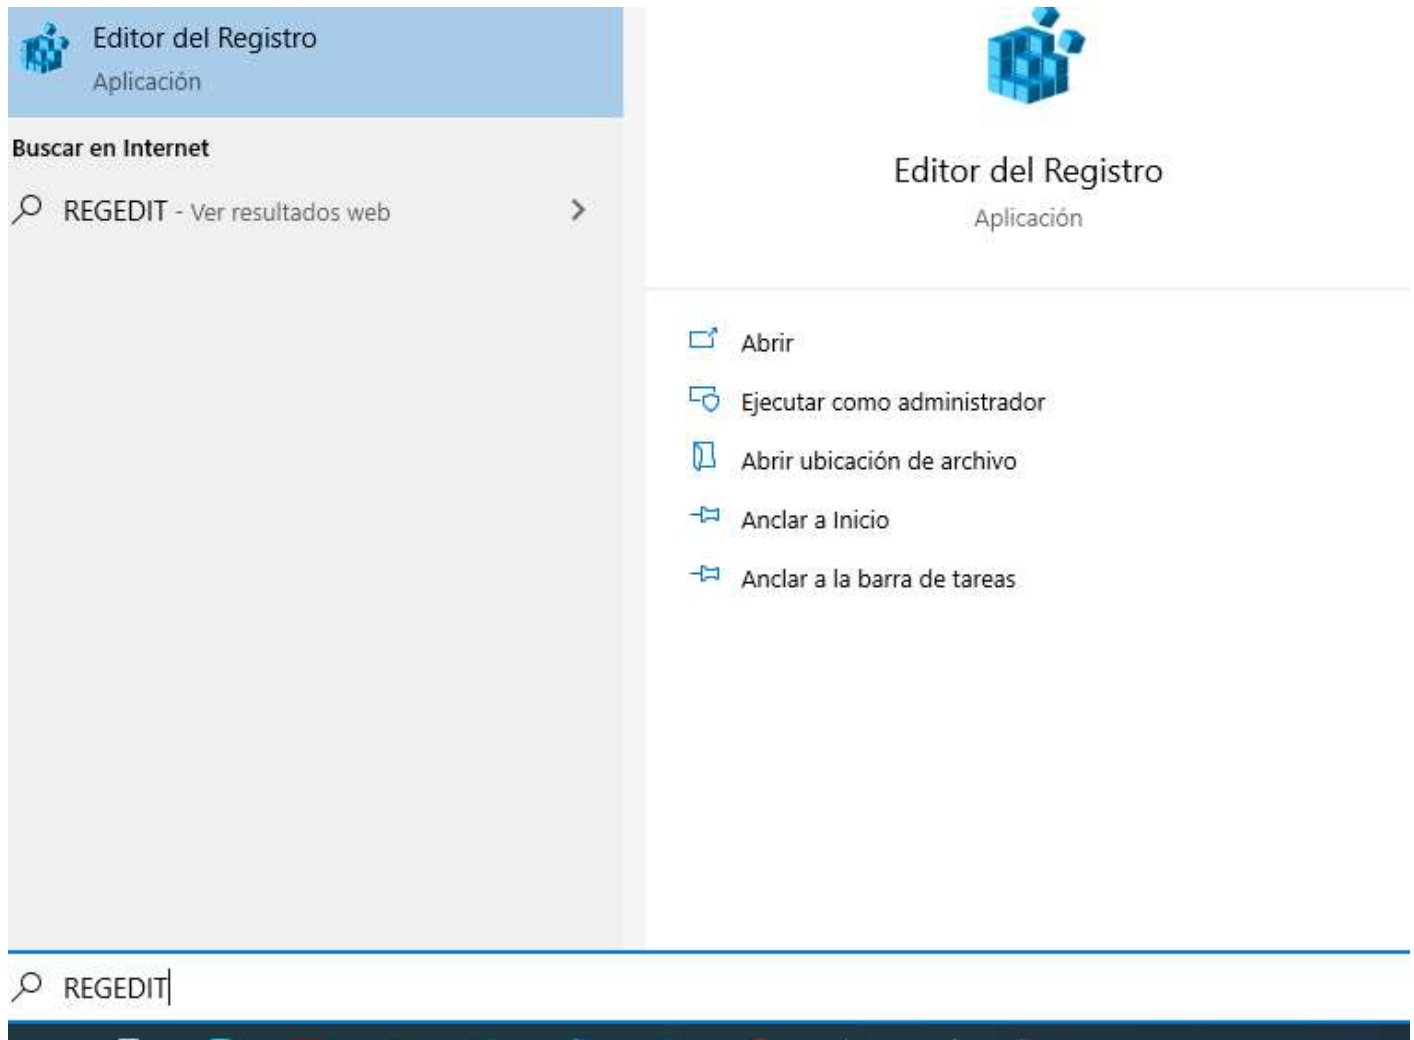 Editor del Registro
Aplicación
Buscar en Internet
REGEDIT - Ver resultados web
Editor del Registro
Aplicación
Abrir
Ejecutar como administrador
Abrir ubicación de archivo
Anclar a Inicio
Anclar a la barra de tareas
REGEDIT